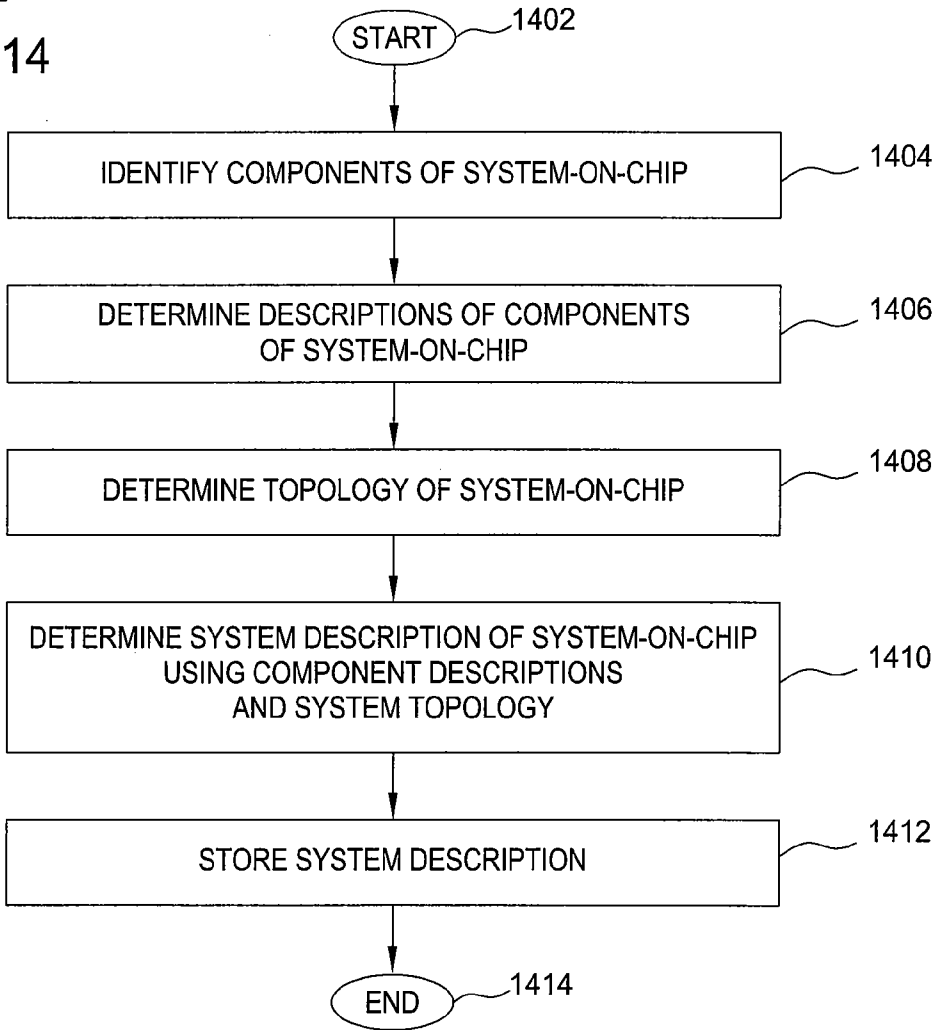 14
START
1402
IDENTIFY COMPONENTS OF SYSTEM-ON-CHIP
1404
DETERMINE DESCRIPTIONS OF COMPONENTS
OF SYSTEM-ON-CHIP
1406
DETERMINE TOPOLOGY OF SYSTEM-ON-CHIP
1408
DETERMINE SYSTEM DESCRIPTION OF SYSTEM-ON-CHIP
USING COMPONENT DESCRIPTIONS
AND SYSTEM TOPOLOGY
1410
STORE SYSTEM DESCRIPTION
1412
END
1414